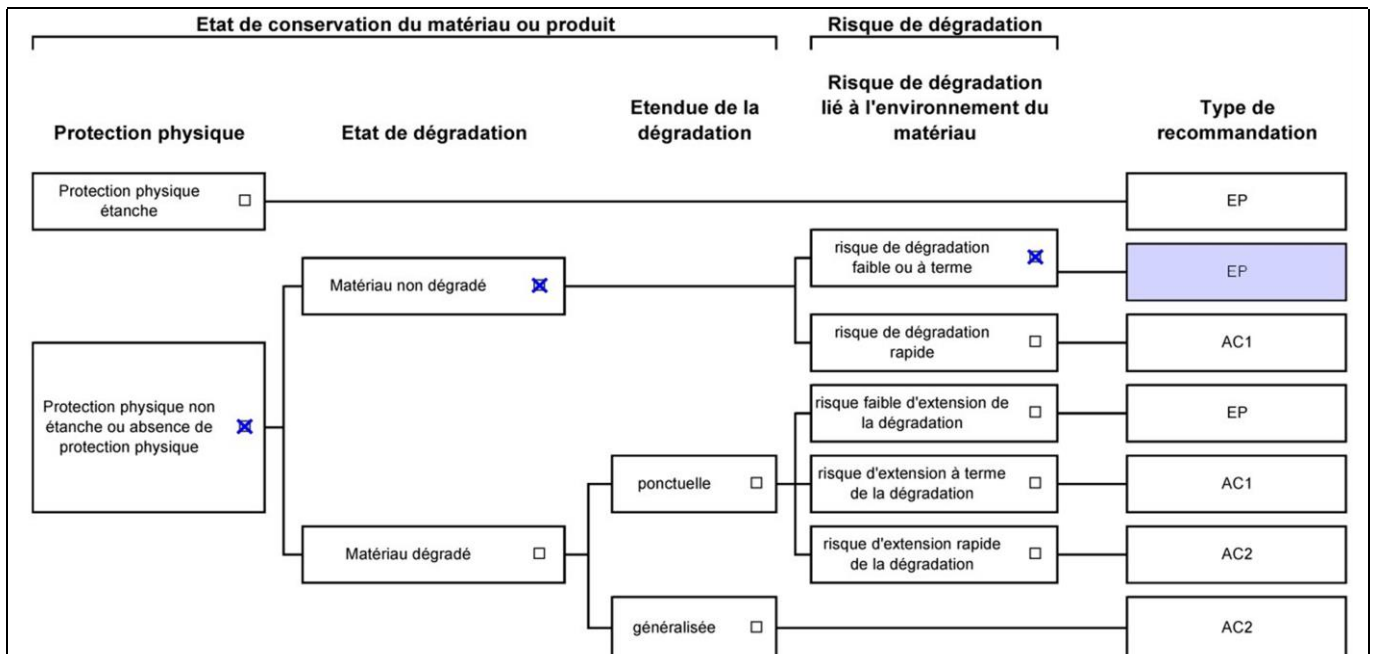 Etat de conservation du matériau ou produit
Risque de dégradation
Protection physique
Etat de dégradation
Etendue de la
dégradation
Risque de dégradation
lié à l'environnement du
matériau
Type de
recommandation
Protection physique
étanche
EP
risque de dégradation
faible ou à terme
EP
Matériau non dégradé
risque de dégradation
rapide
AC1
Protection physique non
étanche ou absence de
protection physique
risque faible d'extension de
la dégradation
EP
ponctuelle
risque d'extension à terme
de la dégradation
AC1
Matériau dégradé
risque d'extension rapide
de la dégradation
AC2
généralisée
AC2